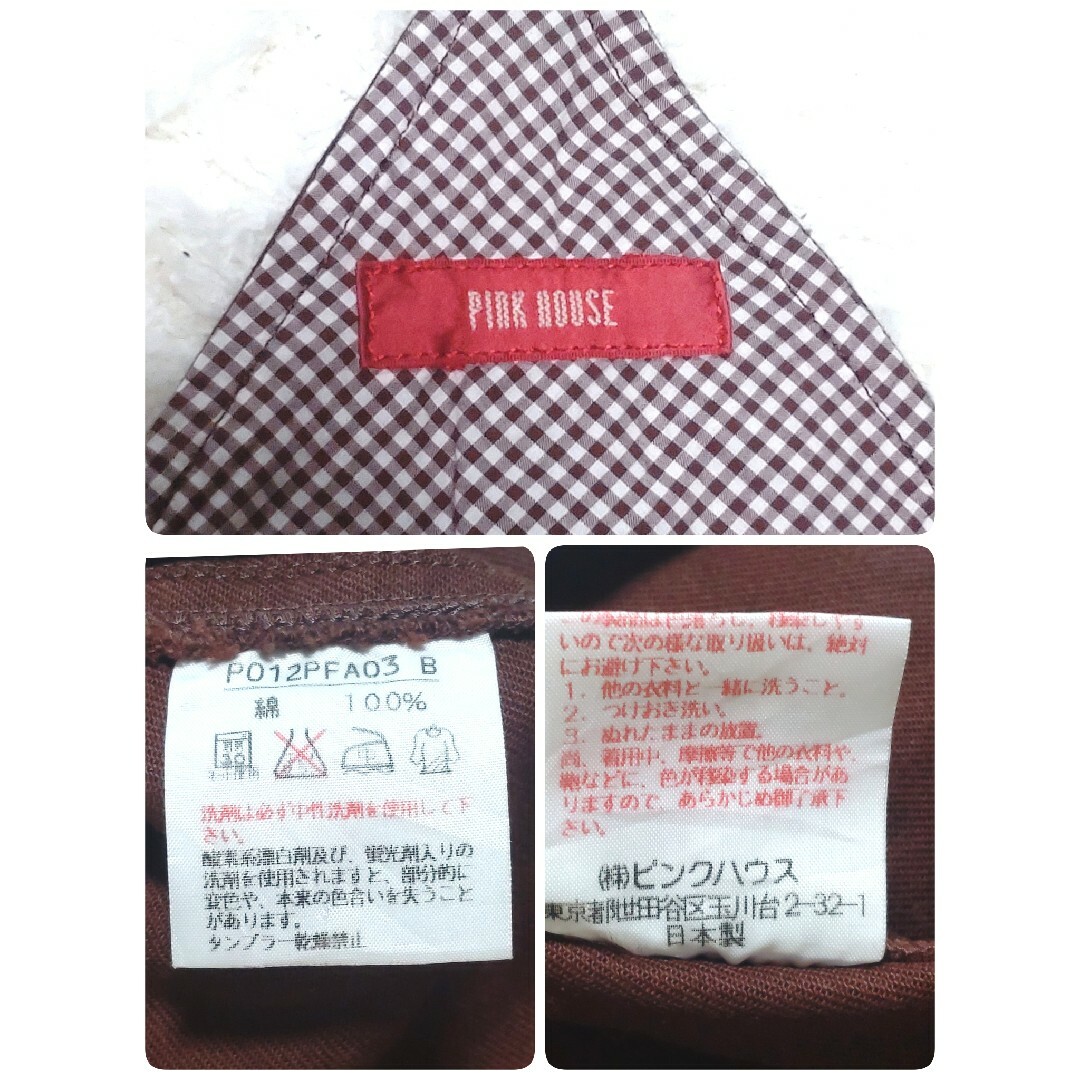 PINK HOUSE
P012PFA03 B
綿 100%
洗剤は必ず中性洗剤を使用して下
さい。
酸素系漂白剤及び、蛍光剤入りの
洗剤を使用されますと、部分的に
変色や、本来の色合いを失うこと
があります。
タンブラー乾燥禁止
いので次の様な取り扱いは、絶対
にお避け下さい。
1. 他の衣料と一緒に洗うこと。
2. つけおき洗い。
3. ぬれたままの放置。
尚、着用中、摩擦等で他の衣料や
鞄などに、色が移染する場合があ
りますので、あらかじめ御了承下
さい。
(株)ピンクハウス
東京都世田谷区玉川台2-32-1
日本製